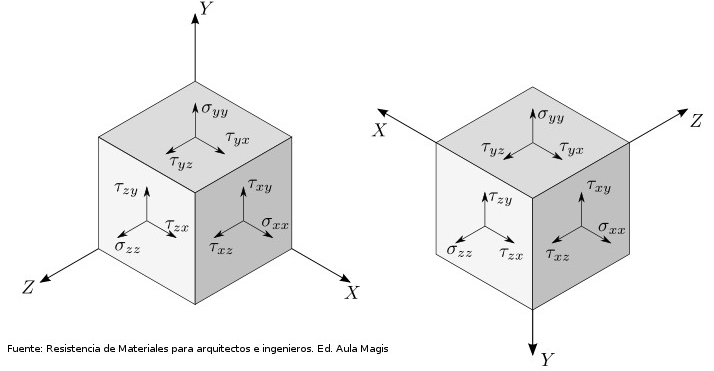 Y
σyy
τyx
τyz
τzy
τzx
σzz
τxy
σxx
τxz
Z
X
X
Z
σyy
τyz
τyx
τzy
σzz
τzx
τxy
σxx
τxz
Y
Fuente: Resistencia de Materiales para arquitectos e ingenieros. Ed. Aula Magis